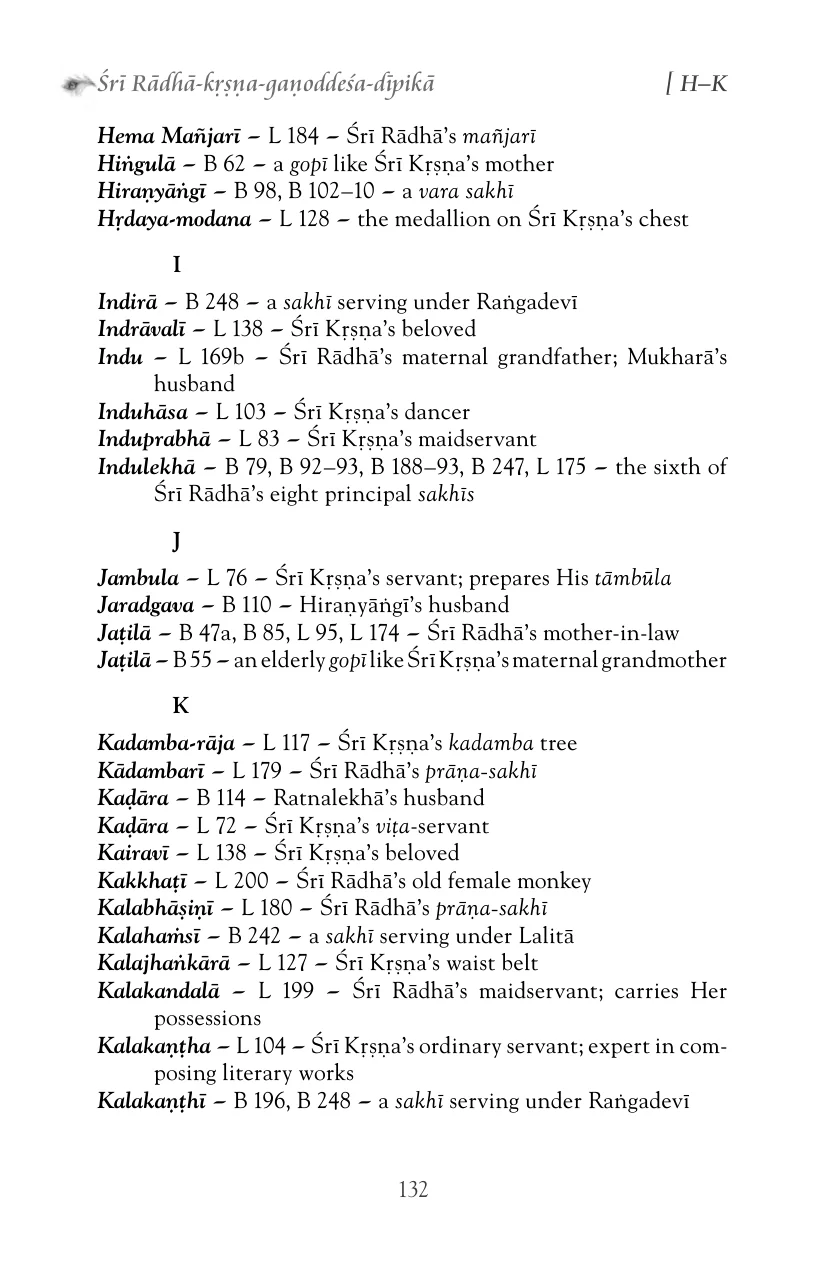 Śrī Rādhā-kṛṣṇa-gaṇoddeśa-dīpikā [ H–K
Hema Mañjarī – L 184 – Śrī Rādhā’s mañjarī
Hiṅgulā – B 62 – a gopī like Śrī Kṛṣṇa’s mother
Hiraṇyāṅgī – B 98, B 102–10 – a vara sakhī
Hṛdaya-modana – L 128 – the medallion on Śrī Kṛṣṇa’s chest
I
Indirā – B 248 – a sakhī serving under Raṅgadevī
Indrāvalī – L 138 – Śrī Kṛṣṇa’s beloved
Indu – L 169b – Śrī Rādhā’s maternal grandfather; Mukharā’s
husband
Induhāsa – L 103 – Śrī Kṛṣṇa’s dancer
Induprabhā – L 83 – Śrī Kṛṣṇa’s maidservant
Indulekhā – B 79, B 92–93, B 188–93, B 247, L 175 – the sixth of
Śrī Rādhā’s eight principal sakhīs
J
Jambula – L 76 – Śrī Kṛṣṇa’s servant; prepares His tāmbūla
Jaradgava – B 110 – Hiraṇyāṅgī’s husband
Jaṭilā – B 47a, B 85, L 95, L 174 – Śrī Rādhā’s mother-in-law
Jaṭilā – B 55 – an elderly gopī like Śrī Kṛṣṇa’s maternal grandmother
K
Kadamba-rāja – L 117 – Śrī Kṛṣṇa’s kadamba tree
Kādambarī – L 179 – Śrī Rādhā’s prāṇa-sakhī
Kaḍāra – B 114 – Ratnalekhā’s husband
Kaḍāra – L 72 – Śrī Kṛṣṇa’s viṭa-servant
Kairavī – L 138 – Śrī Kṛṣṇa’s beloved
Kakkhaṭī – L 200 – Śrī Rādhā’s old female monkey
Kalabhāṣiṇī – L 180 – Śrī Rādhā’s prāṇa-sakhī
Kalahaṁsī – B 242 – a sakhī serving under Lalitā
Kalajhaṅkārā – L 127 – Śrī Kṛṣṇa’s waist belt
Kalakandalā – L 199 – Śrī Rādhā’s maidservant; carries Her
possessions
Kalakaṇṭha – L 104 – Śrī Kṛṣṇa’s ordinary servant; expert in com-
posing literary works
Kalakaṇṭhī – B 196, B 248 – a sakhī serving under Raṅgadevī
132